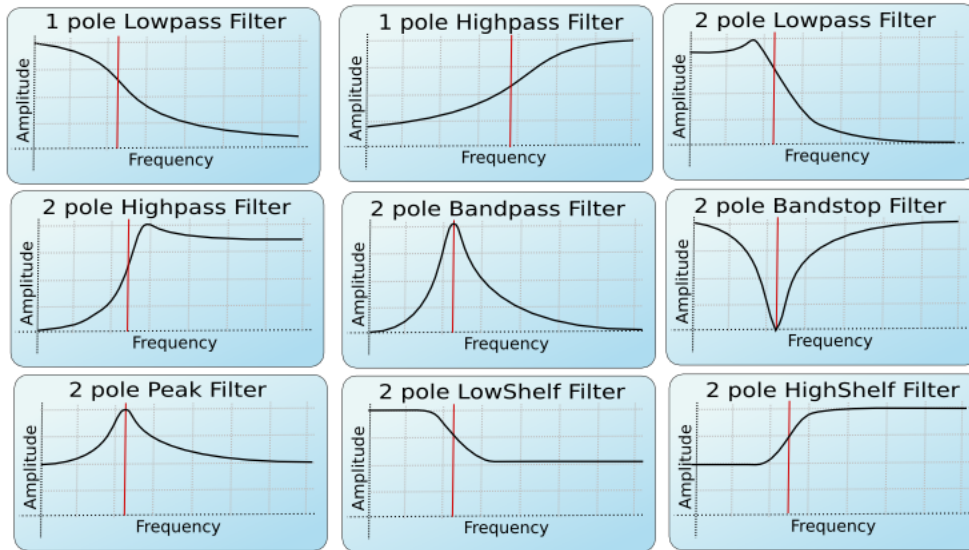 1 pole Lowpass Filter
Amplitude
Frequency
1 pole Highpass Filter
Amplitude
Frequency
2 pole Lowpass Filter
Amplitude
Frequency
2 pole Highpass Filter
Amplitude
Frequency
2 pole Bandpass Filter
Amplitude
Frequency
2 pole Bandstop Filter
Amplitude
Frequency
2 pole Peak Filter
Amplitude
Frequency
2 pole LowShelf Filter
Amplitude
Frequency
2 pole HighShelf Filter
Amplitude
Frequency